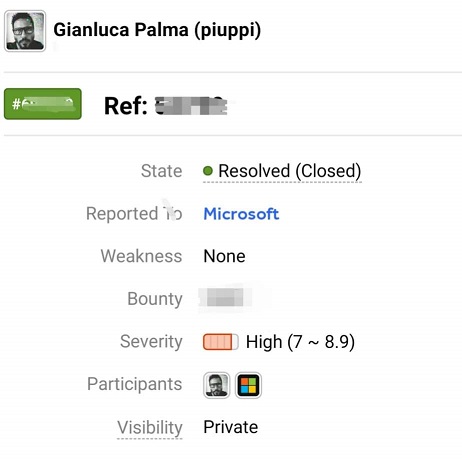 Gianluca Palma (piuppi)
Ref:
State Resolved (Closed)
Reported To Microsoft
Weakness None
Bounty
Severity High (7 ~ 8.9)
Participants
Visibility Private